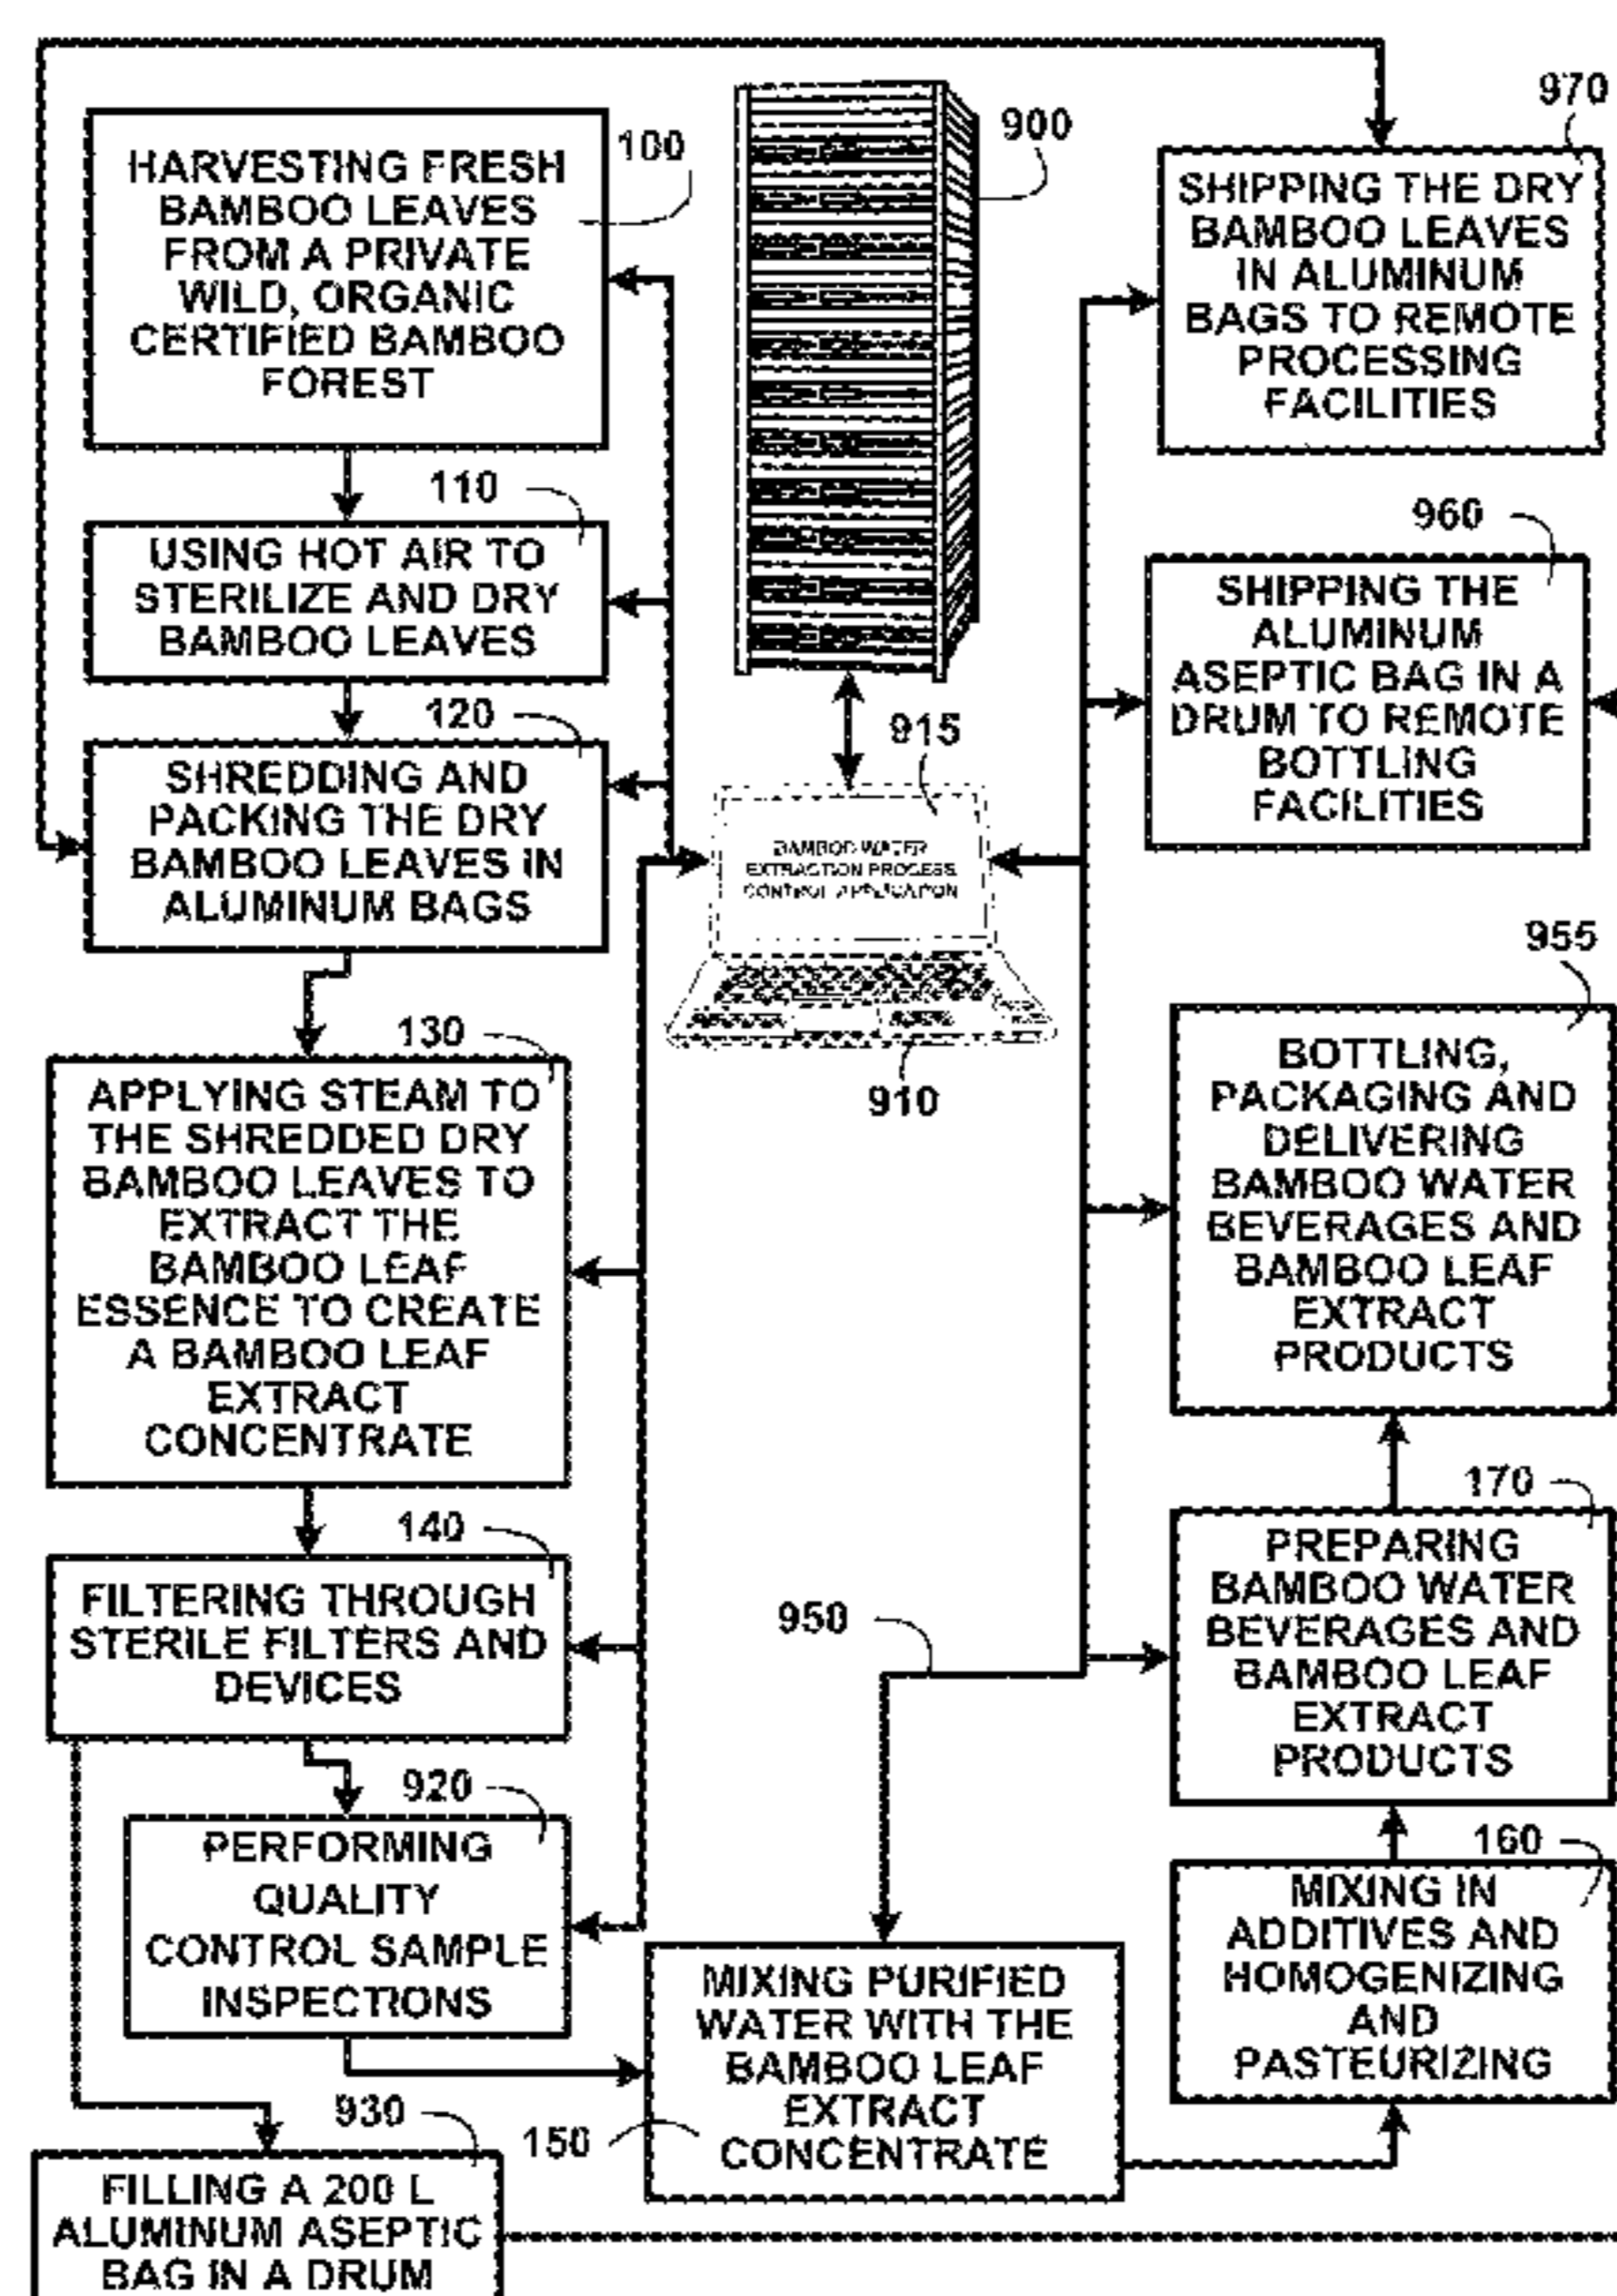 100
HARVESTING FRESH
BAMBOO LEAVES
FROM A PRIVATE
WILD, ORGANIC
CERTIFIED BAMBOO
FOREST
110
USING HOT AIR TO
STERILIZE AND DRY
BAMBOO LEAVES
120
SHREDDING AND
PACKING THE DRY
BAMBOO LEAVES IN
ALUMINUM BAGS
130
APPLYING STEAM TO
THE SHREDDED DRY
BAMBOO LEAVES TO
EXTRACT THE
BAMBOO LEAF
ESSENCE TO CREATE
A BAMBOO LEAF
EXTRACT
CONCENTRATE
140
FILTERING THROUGH
STERILE FILTERS AND
DEVICES
920
PERFORMING
QUALITY
CONTROL SAMPLE
INSPECTIONS
930
FILLING A 200 L
ALUMINUM ASEPTIC
BAG IN A DRUM
900
915
BAMBOO WATER
EXTRACTION PROCESS
CONTROL APPLICATION
910
950
150
MIXING PURIFIED
WATER WITH THE
BAMBOO LEAF
EXTRACT
CONCENTRATE
970
SHIPPING THE DRY
BAMBOO LEAVES
IN ALUMINUM
BAGS TO REMOTE
PROCESSING
FACILITIES
960
SHIPPING THE
ALUMINUM
ASEPTIC BAG IN A
DRUM TO REMOTE
BOTTLING
FACILITIES
955
BOTTLING,
PACKAGING AND
DELIVERING
BAMBOO WATER
BEVERAGES AND
BAMBOO LEAF
EXTRACT
PRODUCTS
170
PREPARING
BAMBOO WATER
BEVERAGES AND
BAMBOO LEAF
EXTRACT
PRODUCTS
160
MIXING IN
ADDITIVES AND
HOMOGENIZING
AND
PASTEURIZING